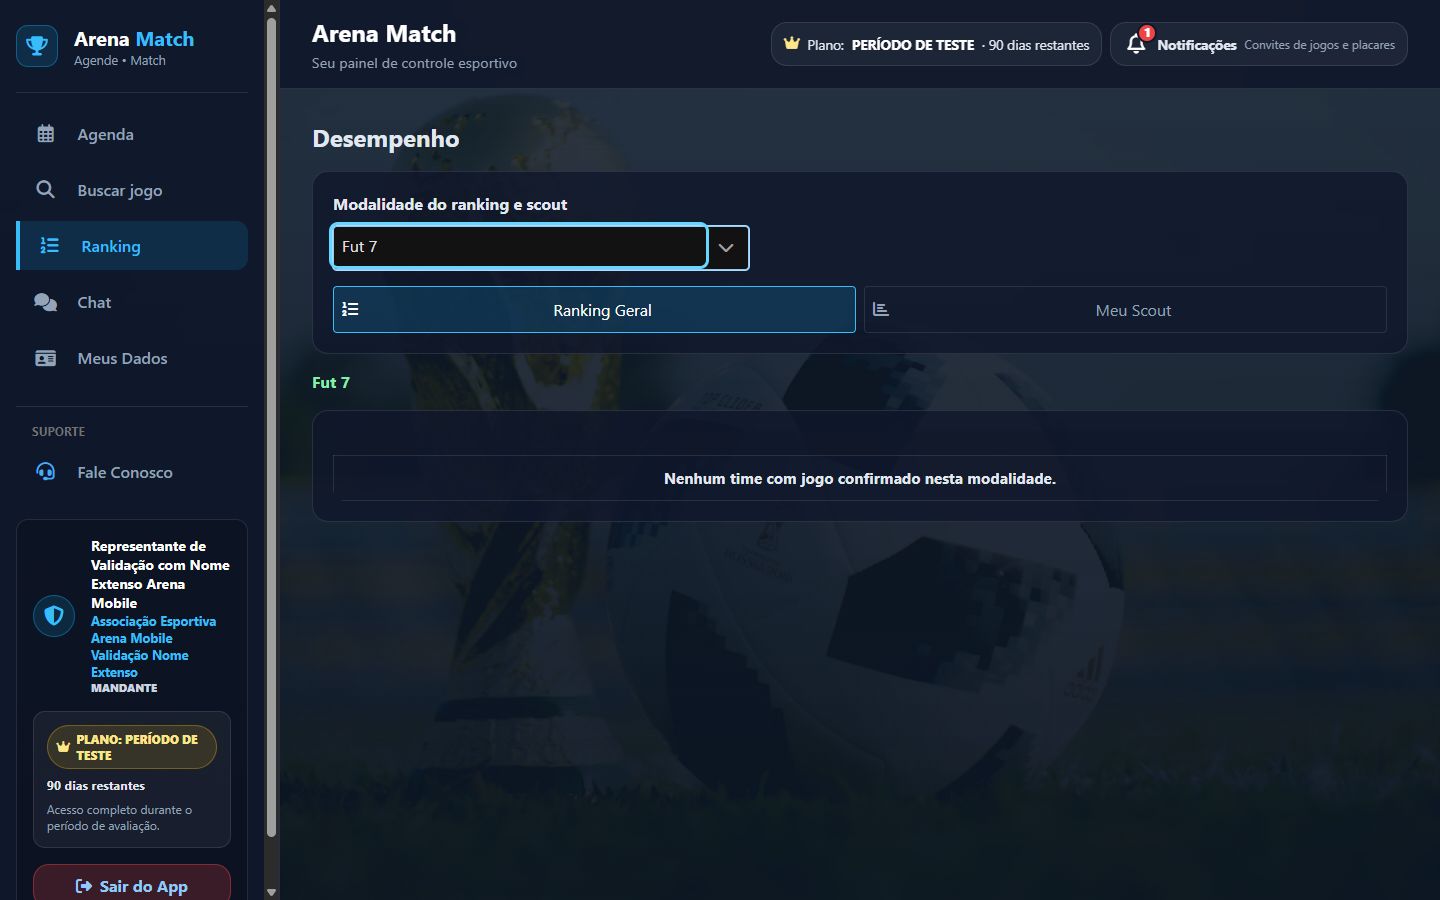 Arena Match
Agende • Match
Agenda
Buscar jogo
Ranking
Chat
Meus Dados
SUPORTE
Fale Conosco
Representante de
Validação com Nome
Extenso Arena
Mobile
Associação Esportiva
Arena Mobile
Validação Nome
Extenso
MANDANTE
PLANO: PERÍODO DE
TESTE
90 dias restantes
Acesso completo durante o
período de avaliação.
Sair do App
Arena Match
Seu painel de controle esportivo
Plano: PERÍODO DE TESTE · 90 dias restantes
1
Notificações Convites de jogos e placares
Desempenho
Modalidade do ranking e scout
Fut 7
Ranking Geral
Meu Scout
Fut 7
Nenhum time com jogo confirmado nesta modalidade.